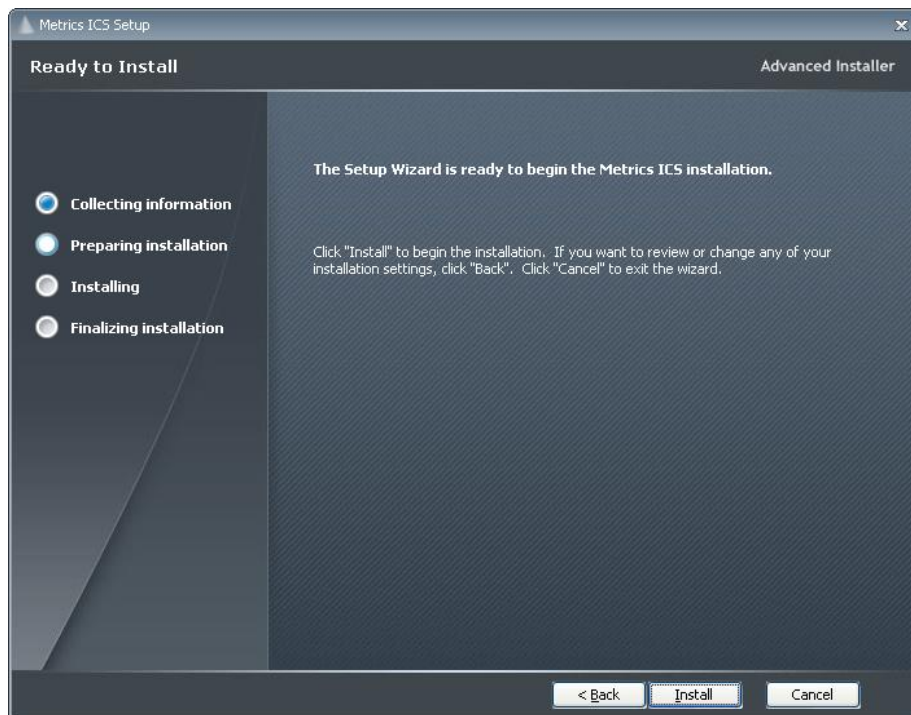 Metrics ICS Setup
Ready to Install
Advanced Installer
Collecting information
Preparing installation
Installing
Finalizing installation
The Setup Wizard is ready to begin the Metrics ICS installation.
Click "Install" to begin the installation. If you want to review or change any of your
installation settings, click "Back". Click "Cancel" to exit the wizard.
< Back
Install
Cancel